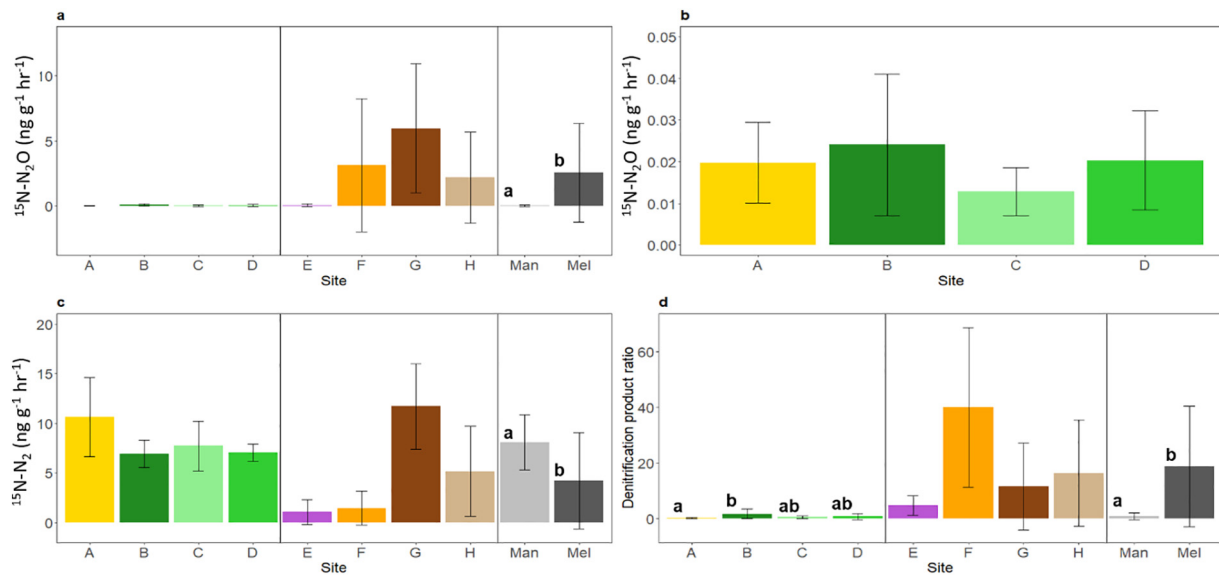 a
¹⁵N-N₂O (ng g⁻¹ hr⁻¹)
10
5
0
a
b
A B C D E F G H Man Mel
Site
b
¹⁵N-N₂O (ng g⁻¹ hr⁻¹)
0.05
0.04
0.03
0.02
0.01
0.00
A B C D
Site
c
¹⁵N-N₂ (ng g⁻¹ hr⁻¹)
20
15
10
5
0
a
b
A B C D E F G H Man Mel
Site
d
Denitrification product ratio
60
40
20
0
a b ab ab a b
A B C D E F G H Man Mel
Site